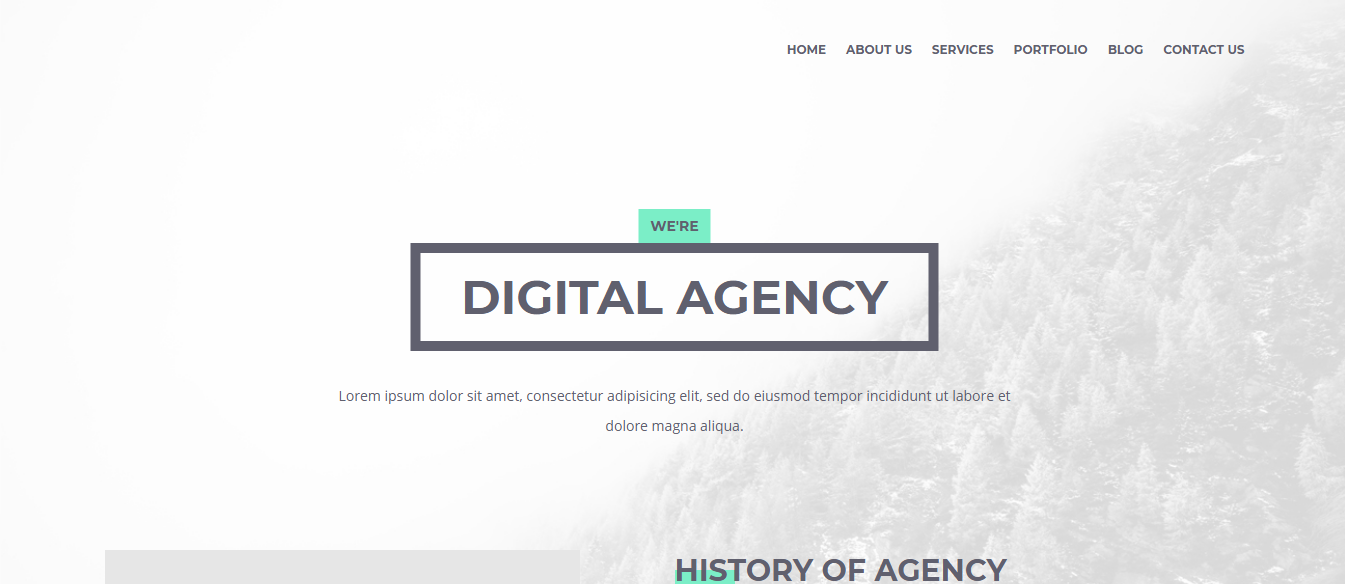 HOME ABOUT US SERVICES PORTFOLIO BLOG CONTACT US
WE'RE
DIGITAL AGENCY
Lorem ipsum dolor sit amet, consectetur adipisicing elit, sed do eiusmod tempor incididunt ut labore et
dolore magna aliqua.
HISTORY OF AGENCY